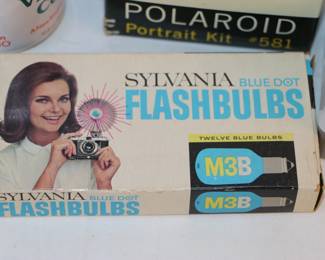 POLAROID
Portrait Kit #581
SYLVANIA BLUE DOT
FLASHBULBS
TWELVE BLUE BULBS
M3B
SYLVANIA BLUE DOT
FLASHBULBS
M3B